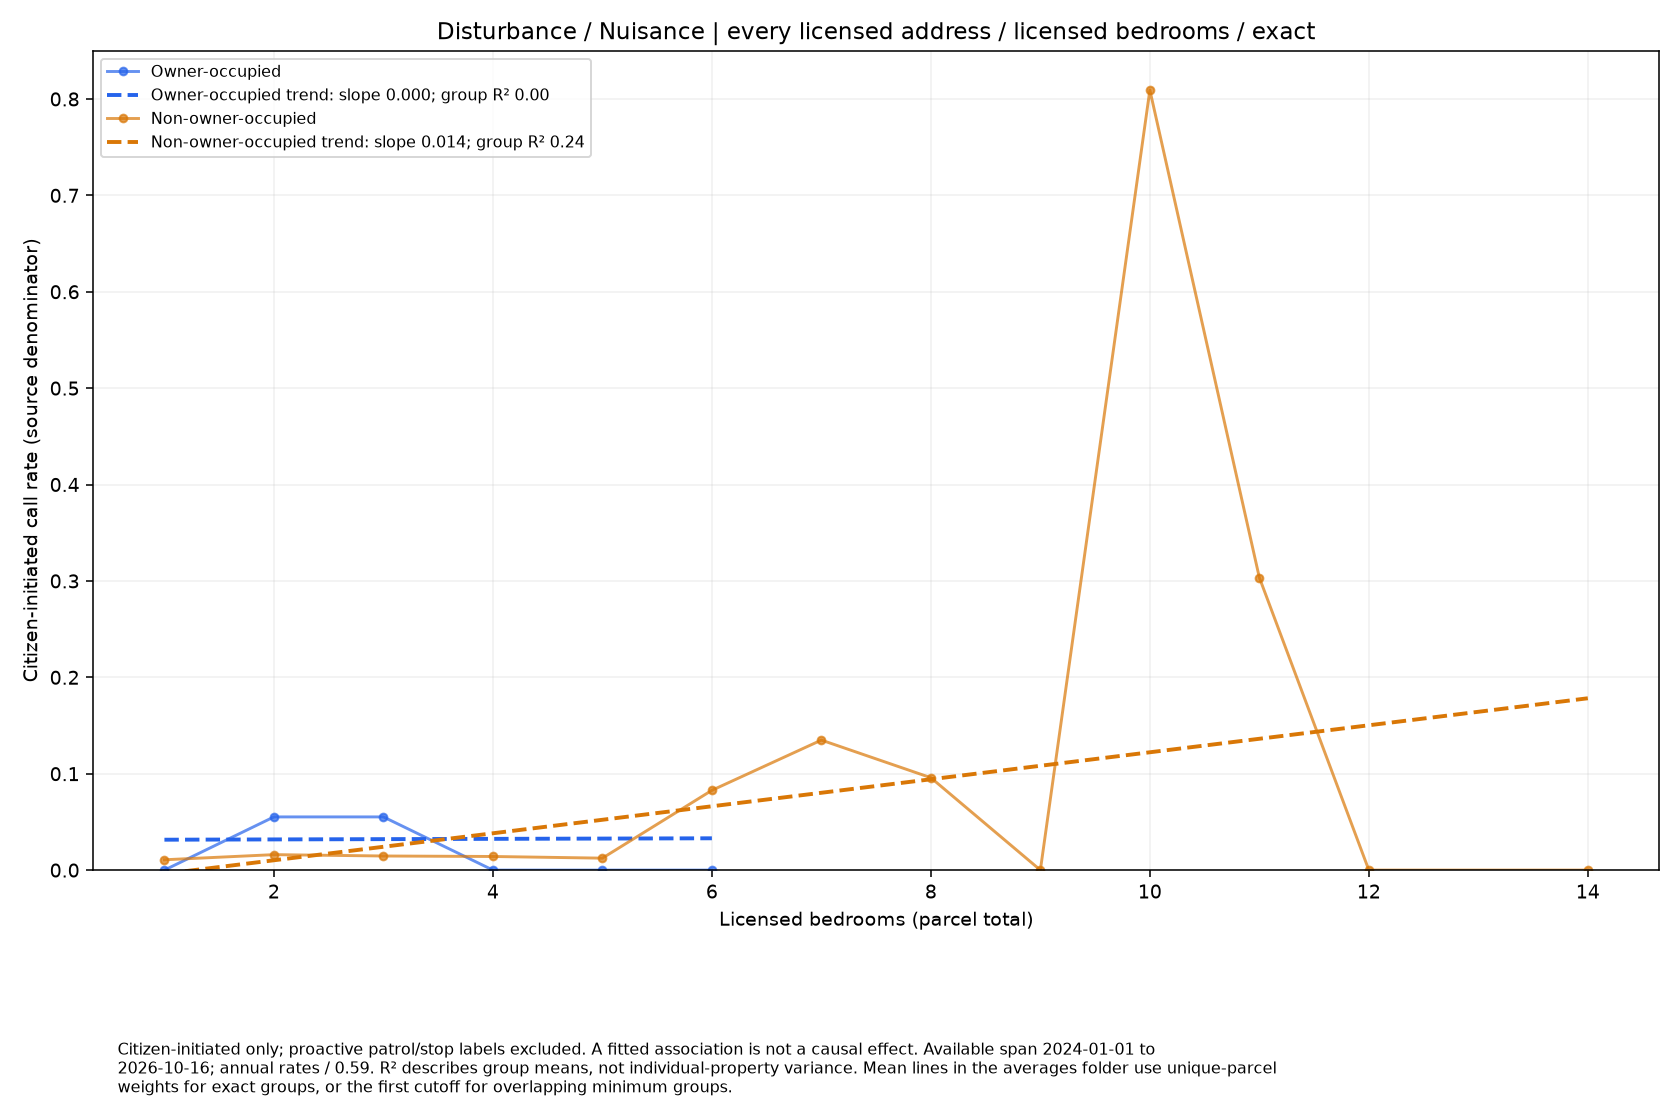 Disturbance / Nuisance | every licensed address / licensed bedrooms / exact
Owner-occupied
Owner-occupied trend: slope 0.000; group R² 0.00
Non-owner-occupied
Non-owner-occupied trend: slope 0.014; group R² 0.24
Citizen-initiated call rate (source denominator)
0.8
0.7
0.6
0.5
0.4
0.3
0.2
0.1
0.0
2 4 6 8 10 12 14
Licensed bedrooms (parcel total)
Citizen-initiated only; proactive patrol/stop labels excluded. A fitted association is not a causal effect. Available span 2024-01-01 to
2026-10-16; annual rates / 0.59. R² describes group means, not individual-property variance. Mean lines in the averages folder use unique-parcel
weights for exact groups, or the first cutoff for overlapping minimum groups.